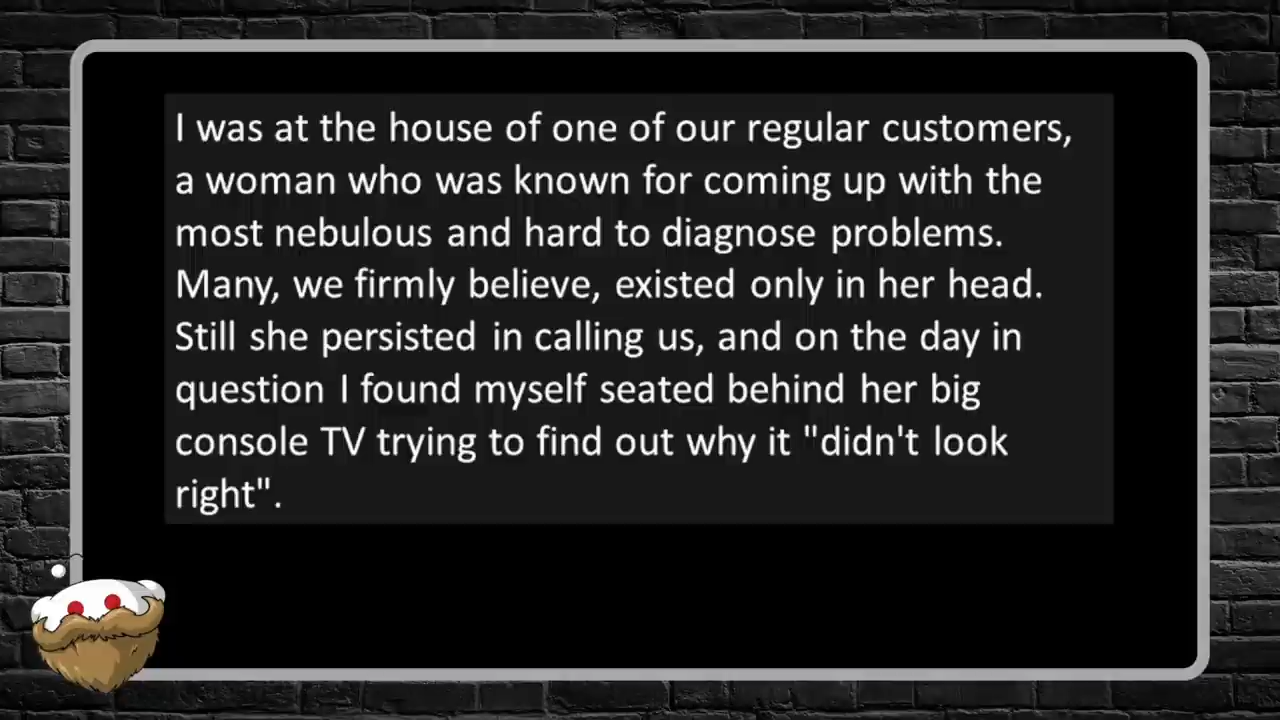 I was at the house of one of our regular customers,
a woman who was known for coming up with the
most nebulous and hard to diagnose problems.
Many, we firmly believe, existed only in her head.
Still she persisted in calling us, and on the day in
question I found myself seated behind her big
console TV trying to find out why it "didn't look
right".